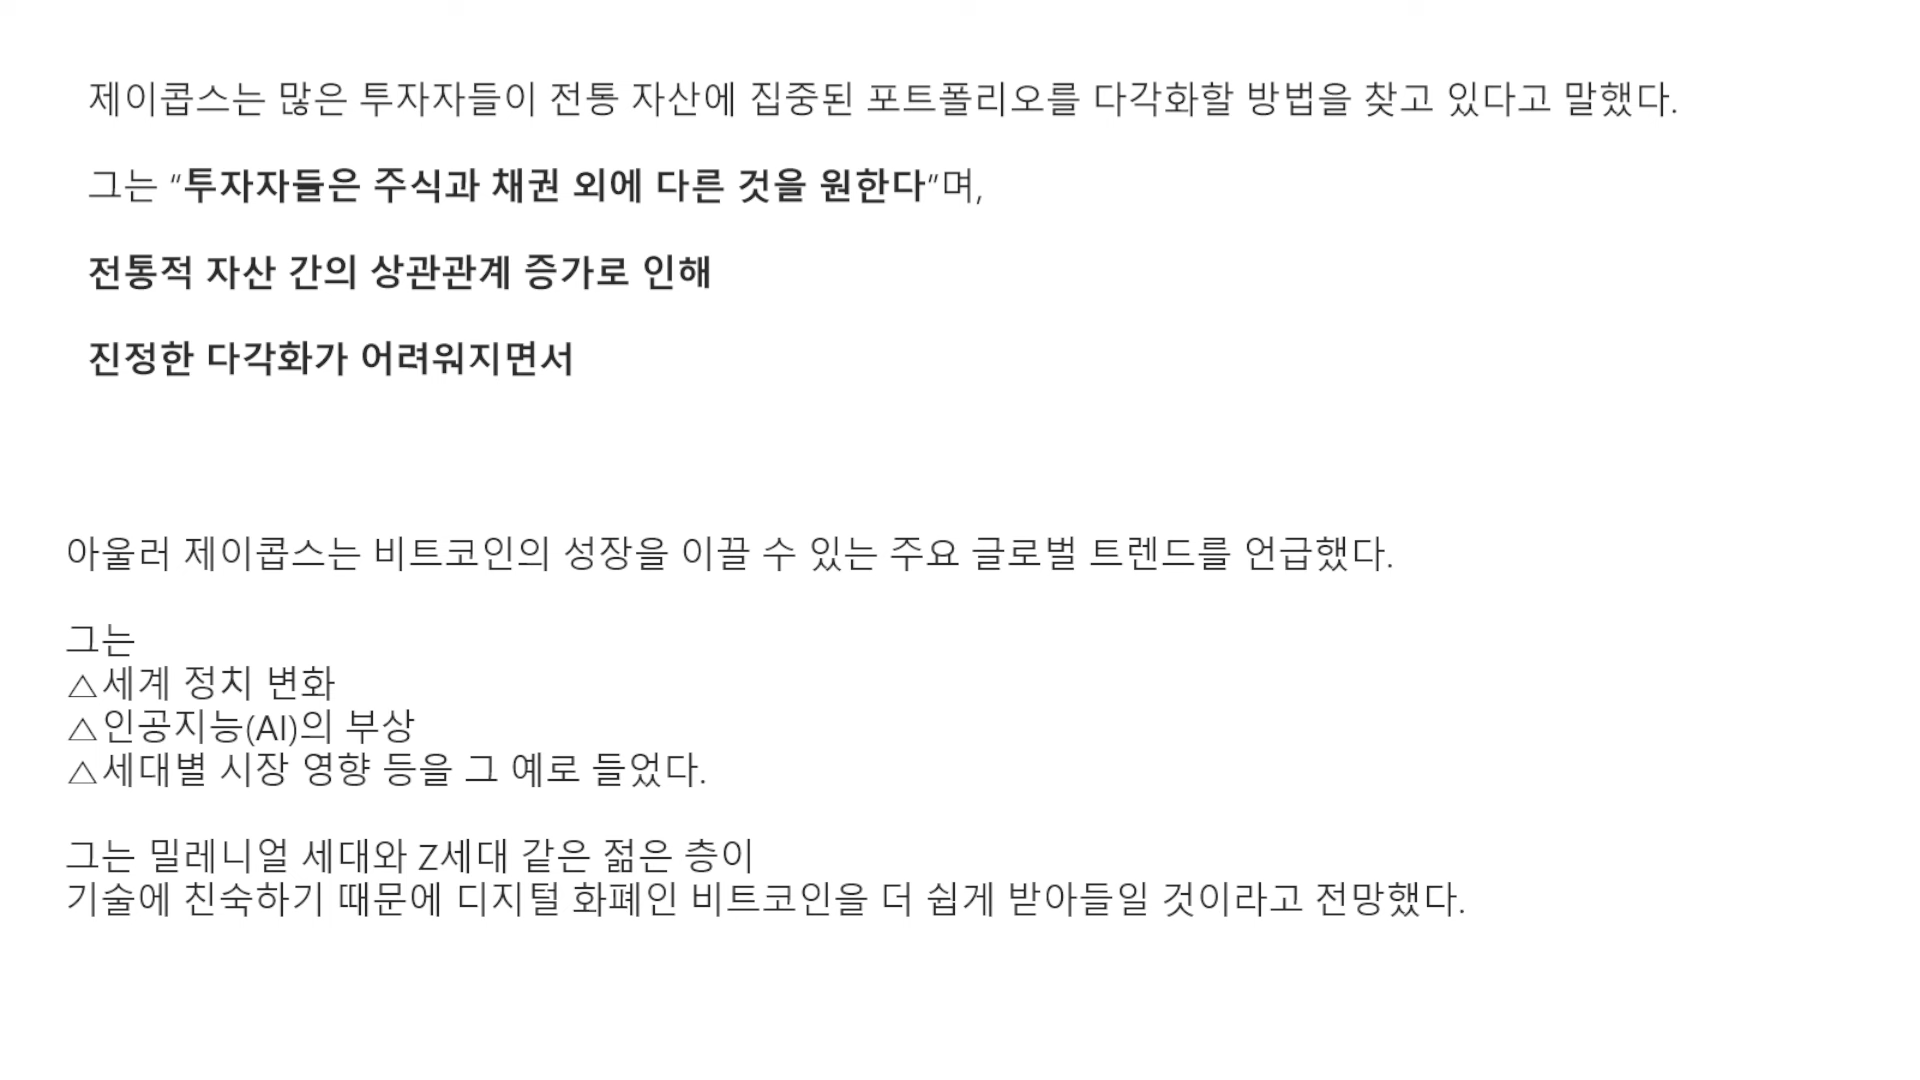 제이콥스는 많은 투자자들이 전통 자산에 집중된 포트폴리오를 다각화할 방법을 찾고 있다고 말했다.
그는 “투자자들은 주식과 채권 외에 다른 것을 원한다”며,
전통적 자산 간의 상관관계 증가로 인해
진정한 다각화가 어려워지면서
아울러 제이콥스는 비트코인의 성장을 이끌 수 있는 주요 글로벌 트렌드를 언급했다.
그는
△세계 정치 변화
△인공지능(AI)의 부상
△세대별 시장 영향 등을 그 예로 들었다.
그는 밀레니얼 세대와 Z세대 같은 젊은 층이
기술에 친숙하기 때문에 디지털 화폐인 비트코인을 더 쉽게 받아들일 것이라고 전망했다.